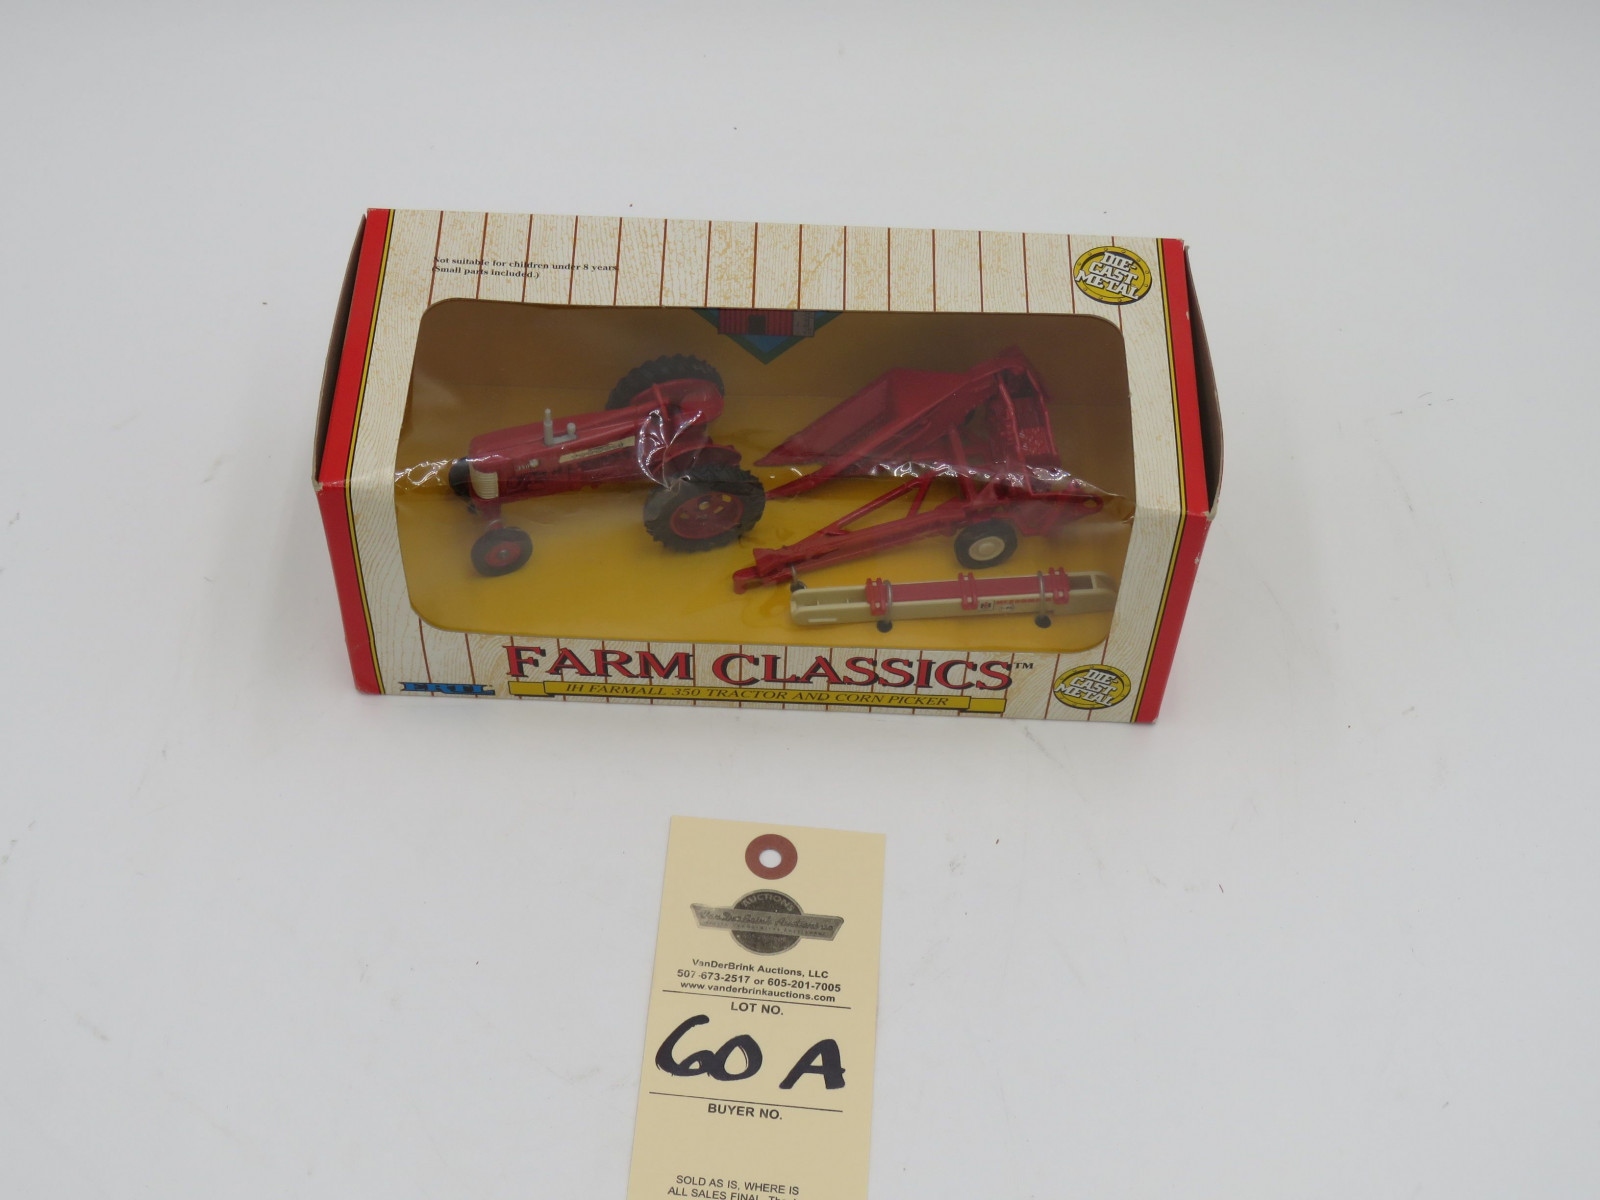 Not suitable for children under 8 years.
(Small parts included.)
DIE-
CAST
METAL
FARM CLASSICS™
ERTL
IH FARMALL 350 TRACTOR AND CORN PICKER
DIE-
CAST
METAL
AUCTIONS
VanDerBrink Auctions, LLC
507-673-2517 or 605-201-7005
www.vanderbrinkauctions.com
LOT NO.
60 A
BUYER NO.
SOLD AS IS, WHERE IS
ALL SALES FINAL